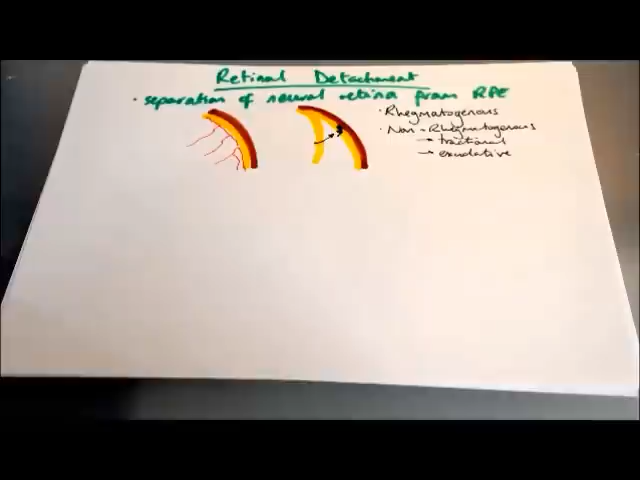 Retinal Detachment
· separation of neural retina from RPE
· Rhegmatogenous
· Non-Rhegmatogenous
→ tractional
→ exudative